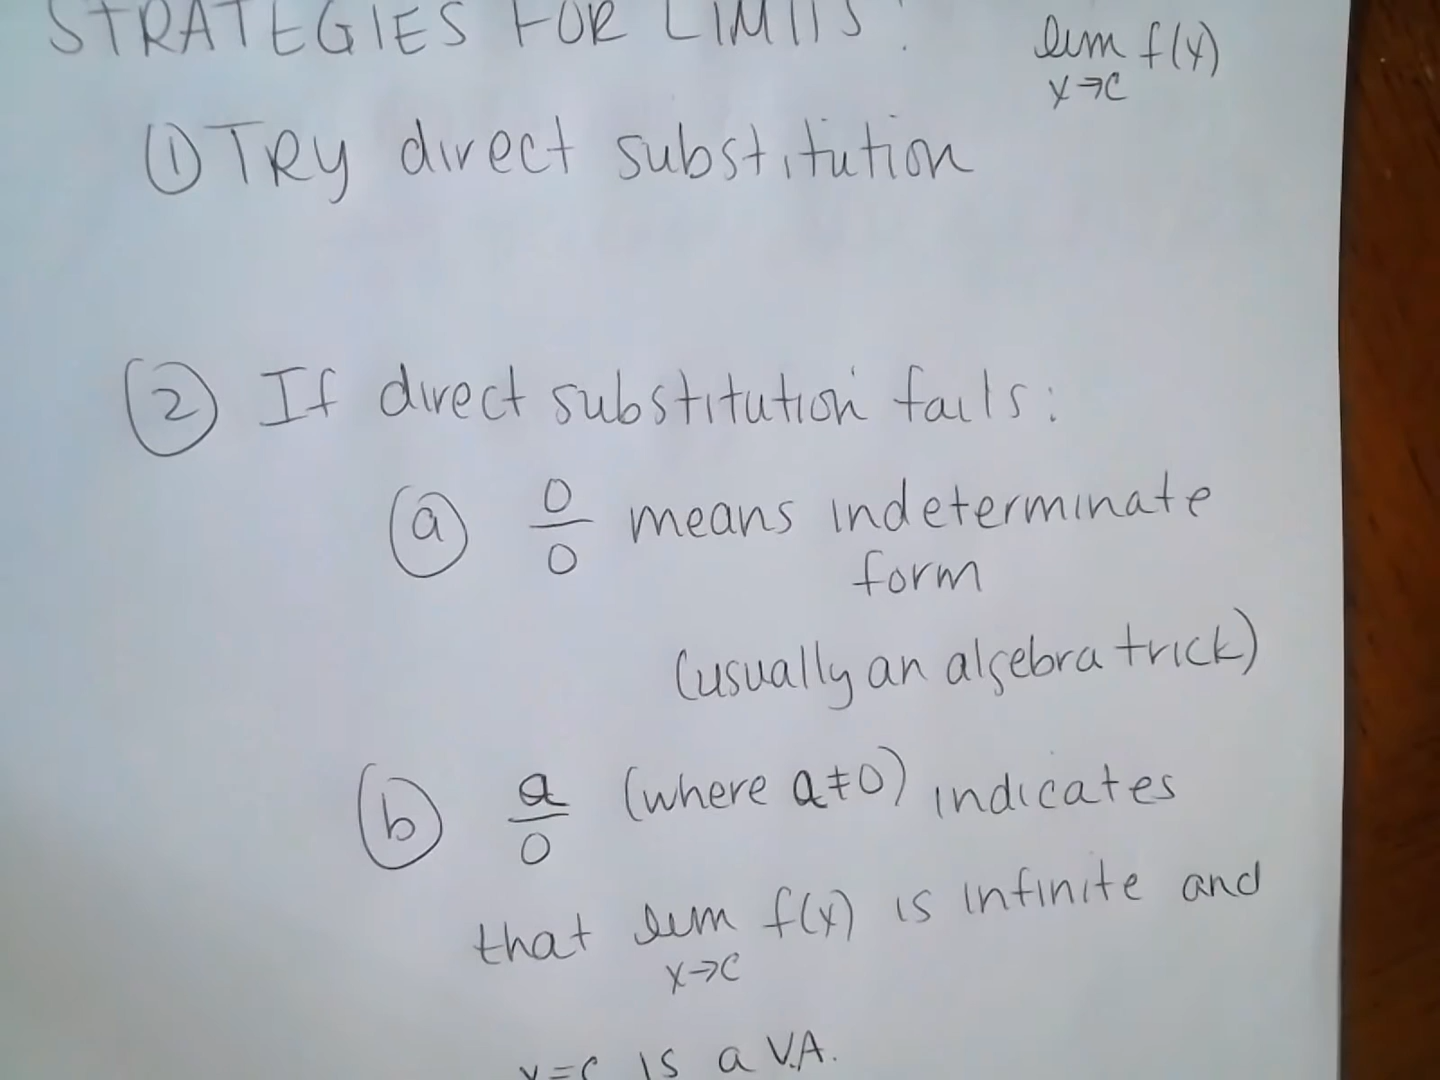 STRATEGIES FOR LIMITS:
lim f(x)
x→c
① Try direct substitution
② If direct substitution fails:
ⓐ 0/0 means indeterminate
form
(usually an algebra trick)
ⓑ a/0 (where a≠0) indicates
that lim f(x) is infinite and
x→c
x=c is a V.A.